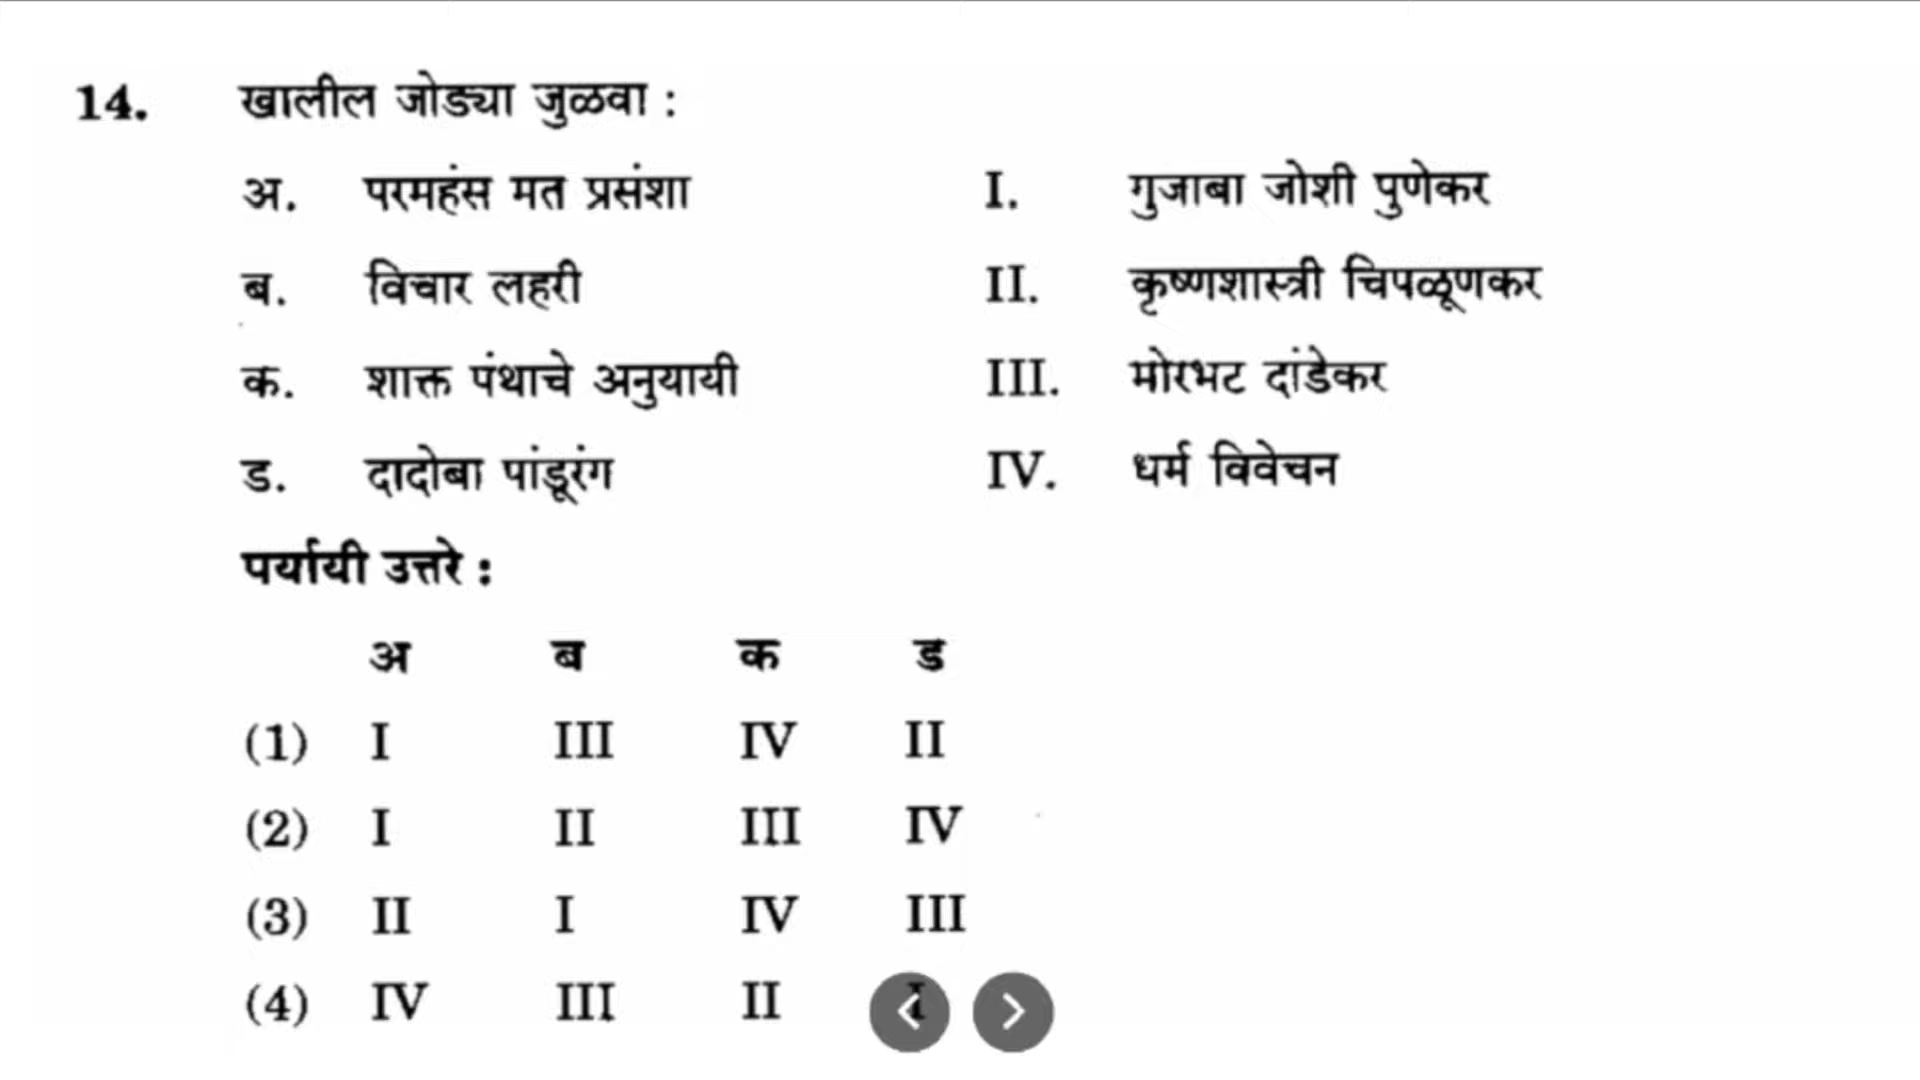 14. खालील जोड्या जुळवा :
अ. परमहंस मत प्रसंशा I. गुजाबा जोशी पुणेकर
ब. विचार लहरी II. कृष्णशास्त्री चिपळूणकर
क. शाक्त पंथाचे अनुयायी III. मोरभट दांडेकर
ड. दादोबा पांडूरंग IV. धर्म विवेचन
पर्यायी उत्तरे :
अ ब क ड
(1) I III IV II
(2) I II III IV
(3) II I IV III
(4) IV III II I